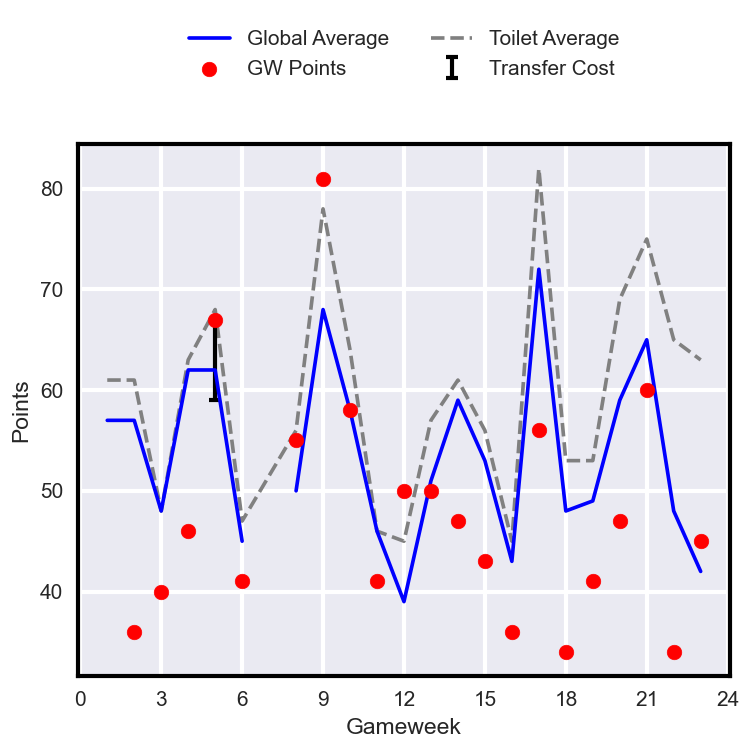 Global Average
Toilet Average
GW Points
Transfer Cost
80
70
60
50
40
Points
0 3 6 9 12 15 18 21 24
Gameweek